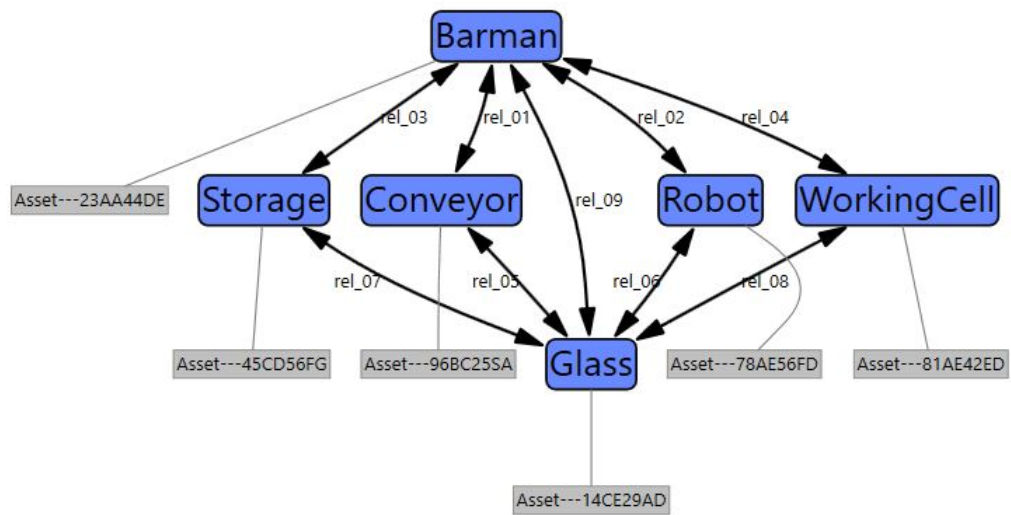 Barman
rel_03
rel_01
rel_02
rel_04
Asset---23AA44DE
Storage
Conveyor
rel_09
Robot
WorkingCell
rel_07
rel_05
rel_06
rel_08
Asset---45CD56FG
Asset---96BC25SA
Glass
Asset---78AE56FD
Asset---81AE42ED
Asset---14CE29AD